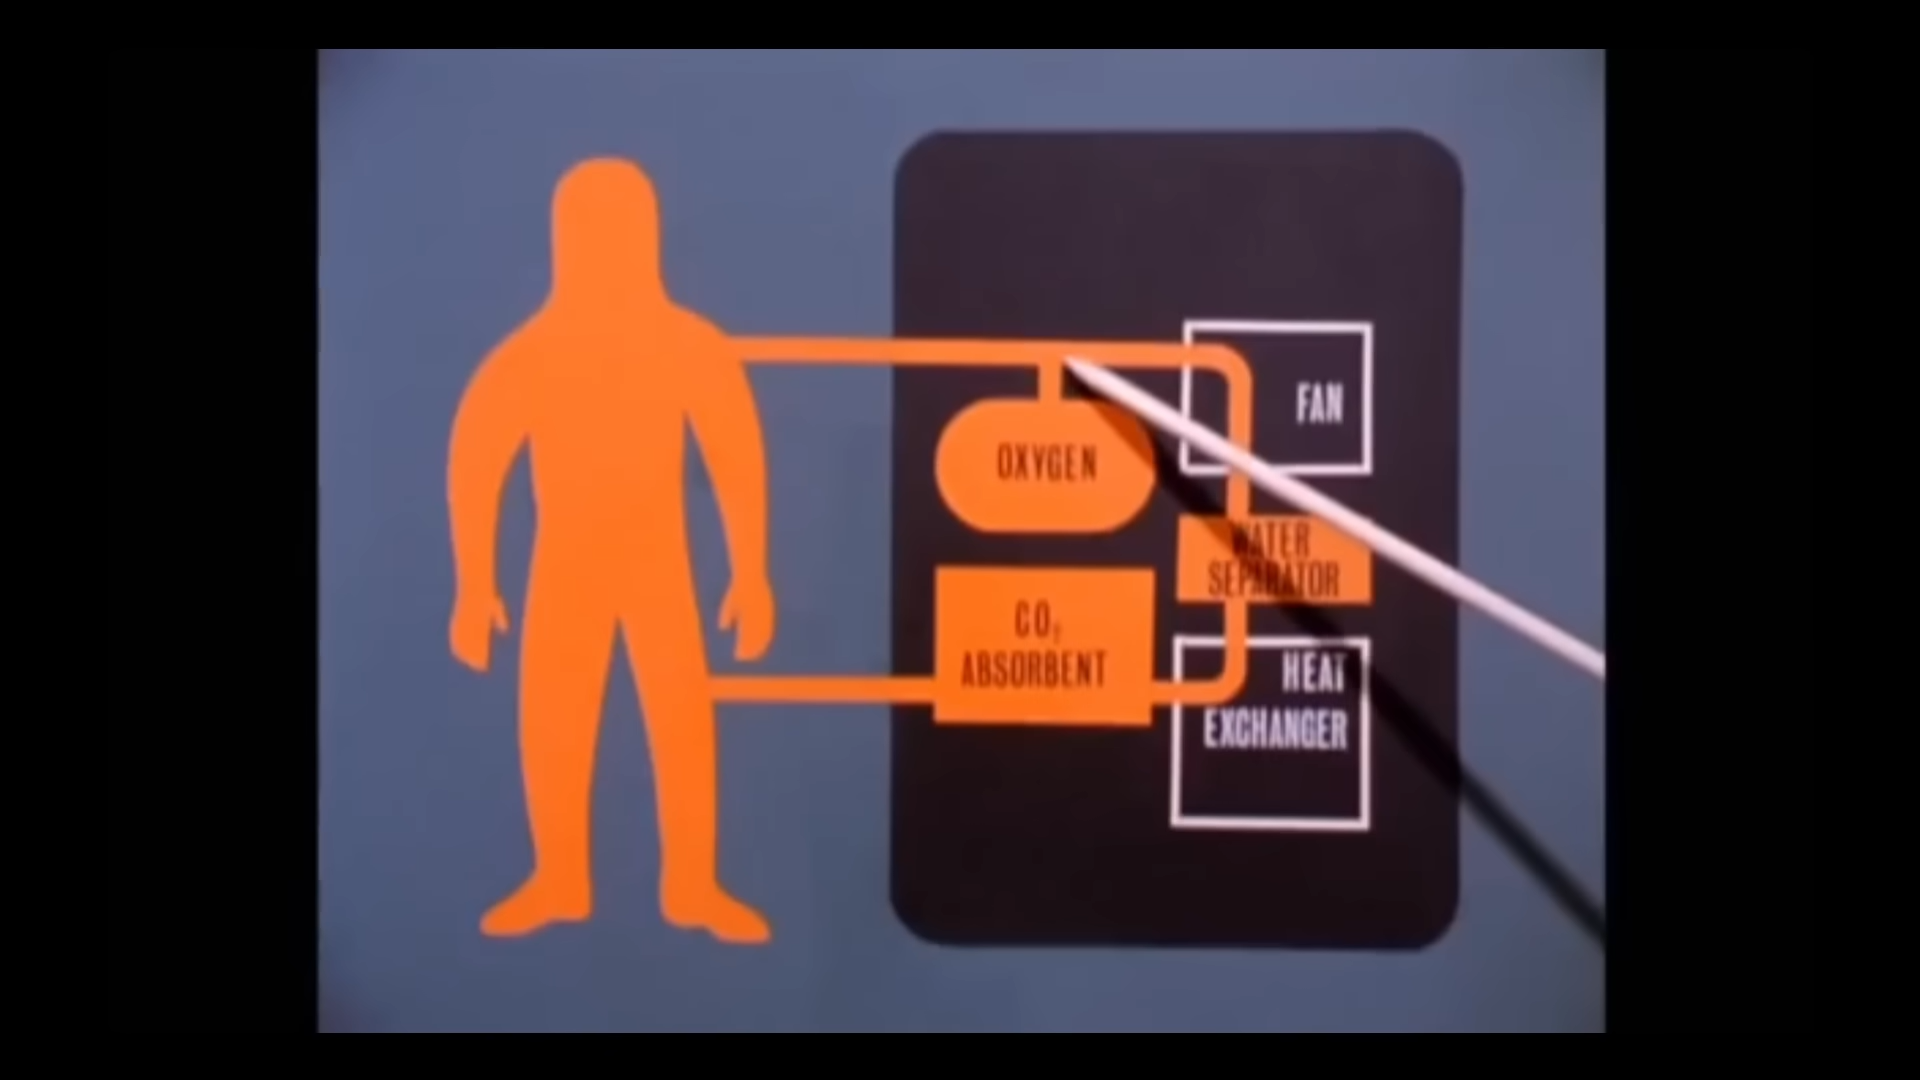 FAN
OXYGEN
WATER
SEPARATOR
CO₂
ABSORBENT
HEAT
EXCHANGER